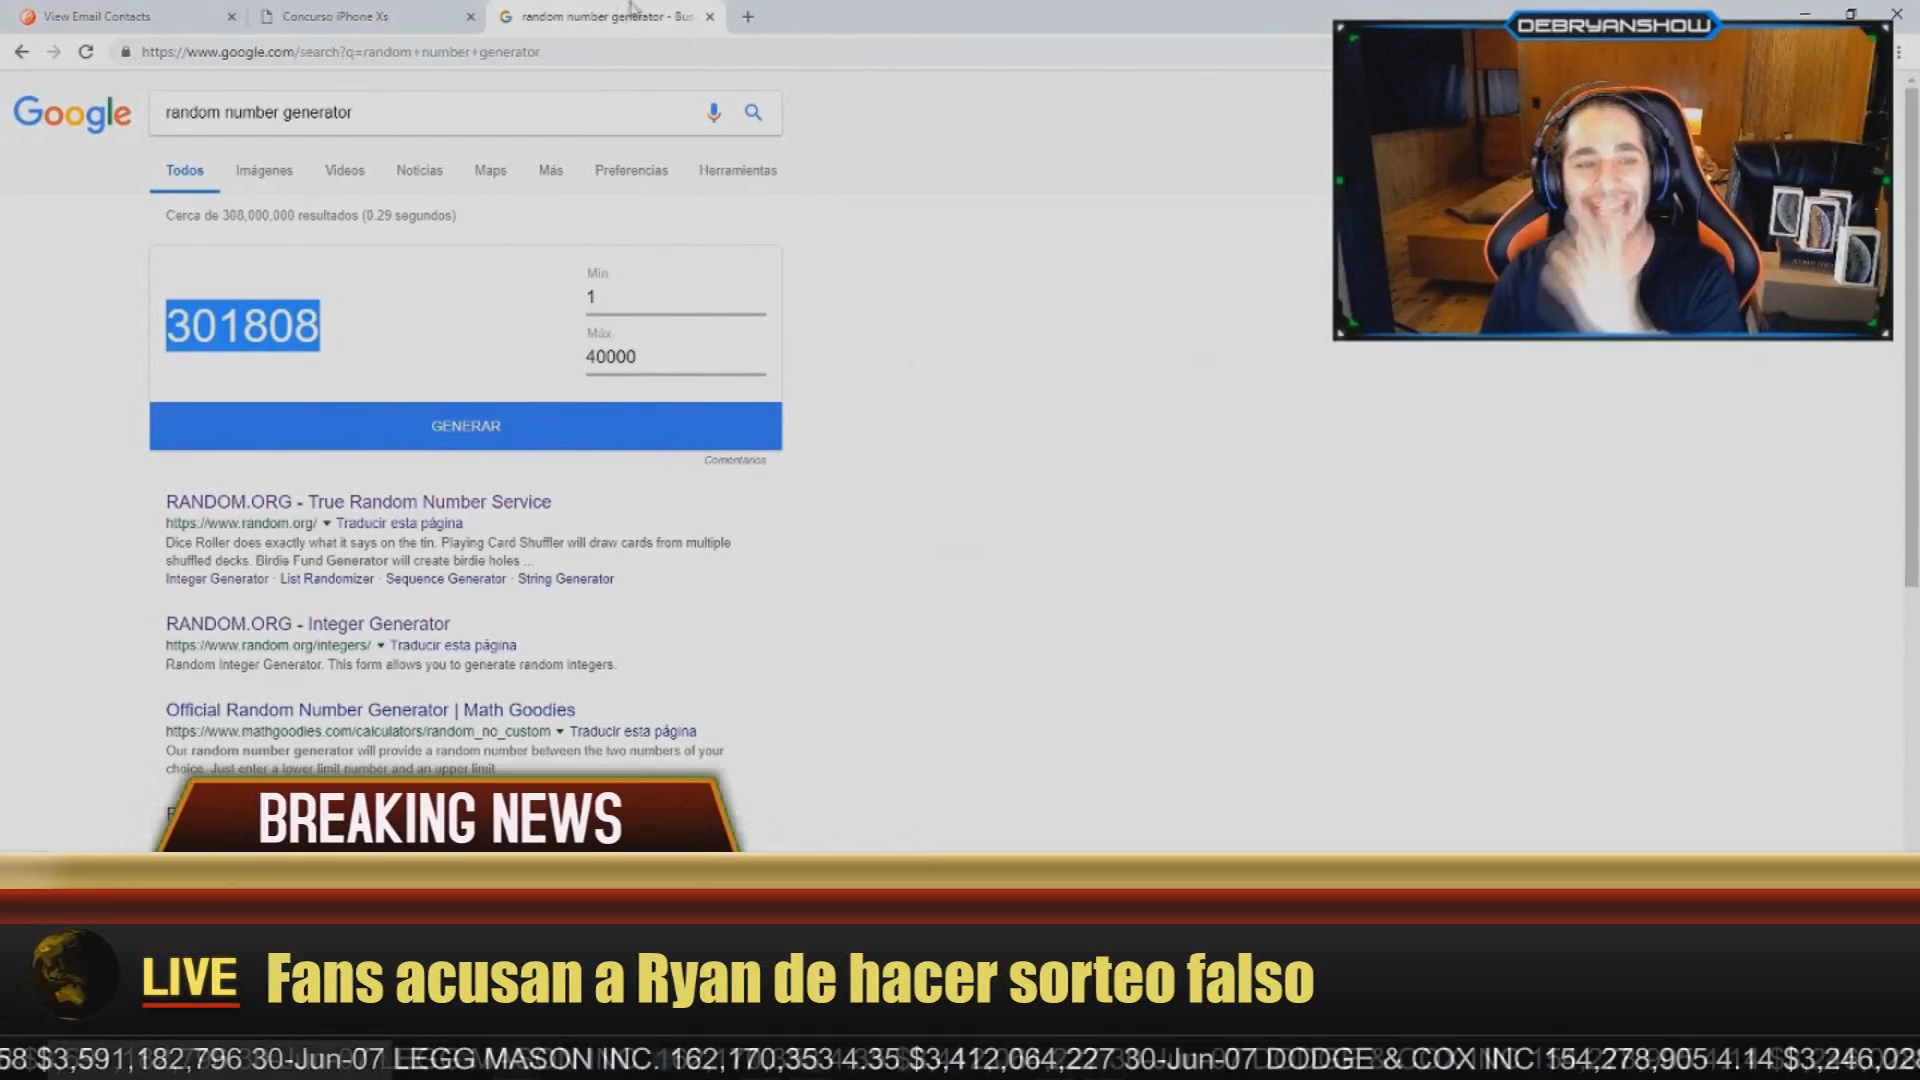 View Email Contacts
Concurso iPhone Xs
random number generator - Bus
https://www.google.com/search?q=random+number+generator
DEBRYANSHOW
Google
random number generator
Todos Imágenes Videos Noticias Maps Más Preferencias Herramientas
Cerca de 308,000,000 resultados (0.29 segundos)
301808
Min
1
Máx
40000
GENERAR
Comentarios
RANDOM.ORG - True Random Number Service
https://www.random.org/ Traducir esta página
Dice Roller does exactly what it says on the tin. Playing Card Shuffler will draw cards from multiple
shuffled decks. Birdie Fund Generator will create birdie holes ...
Integer Generator · List Randomizer · Sequence Generator · String Generator
RANDOM.ORG - Integer Generator
https://www.random.org/integers/ Traducir esta página
Random Integer Generator. This form allows you to generate random integers.
Official Random Number Generator | Math Goodies
https://www.mathgoodies.com/calculators/random_no_custom Traducir esta página
Our random number generator will provide a random number between the two numbers of your
choice. Just enter a lower limit number and an upper limit
BREAKING NEWS
LIVE Fans acusan a Ryan de hacer sorteo falso
58 $3,591,182,796 30-Jun-07 LEGG MASON INC. 162,170,353 4.35 $3,412,064,227 30-Jun-07 DODGE & COX INC 154,278,905 4.14 $3,246,028